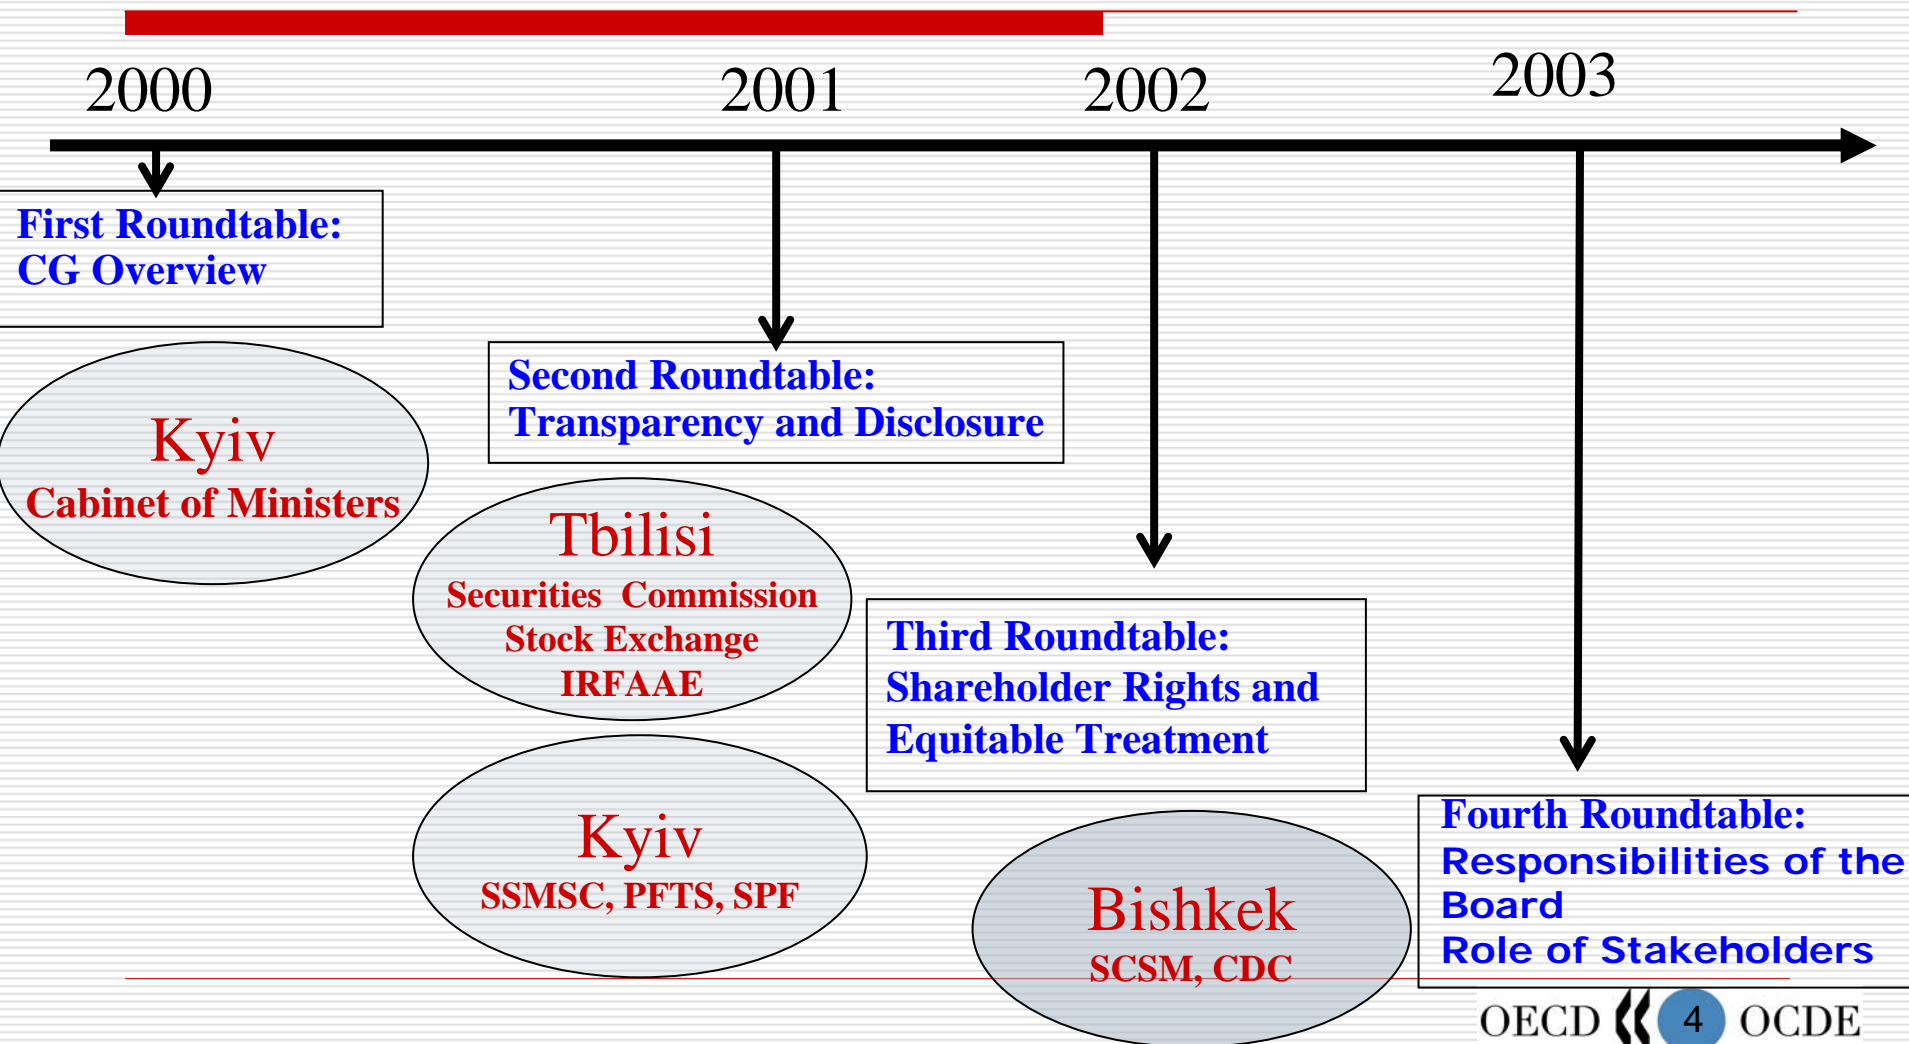 2000
2001
2002
2003
First Roundtable:
CG Overview
Kyiv
Cabinet of Ministers
Second Roundtable:
Transparency and Disclosure
Tbilisi
Securities Commission
Stock Exchange
IRFAAE
Kyiv
SSMSC, PFTS, SPF
Third Roundtable:
Shareholder Rights and
Equitable Treatment
Bishkek
SCSM, CDC
Fourth Roundtable:
Responsibilities of the
Board
Role of Stakeholders
OECD 4 OCDE